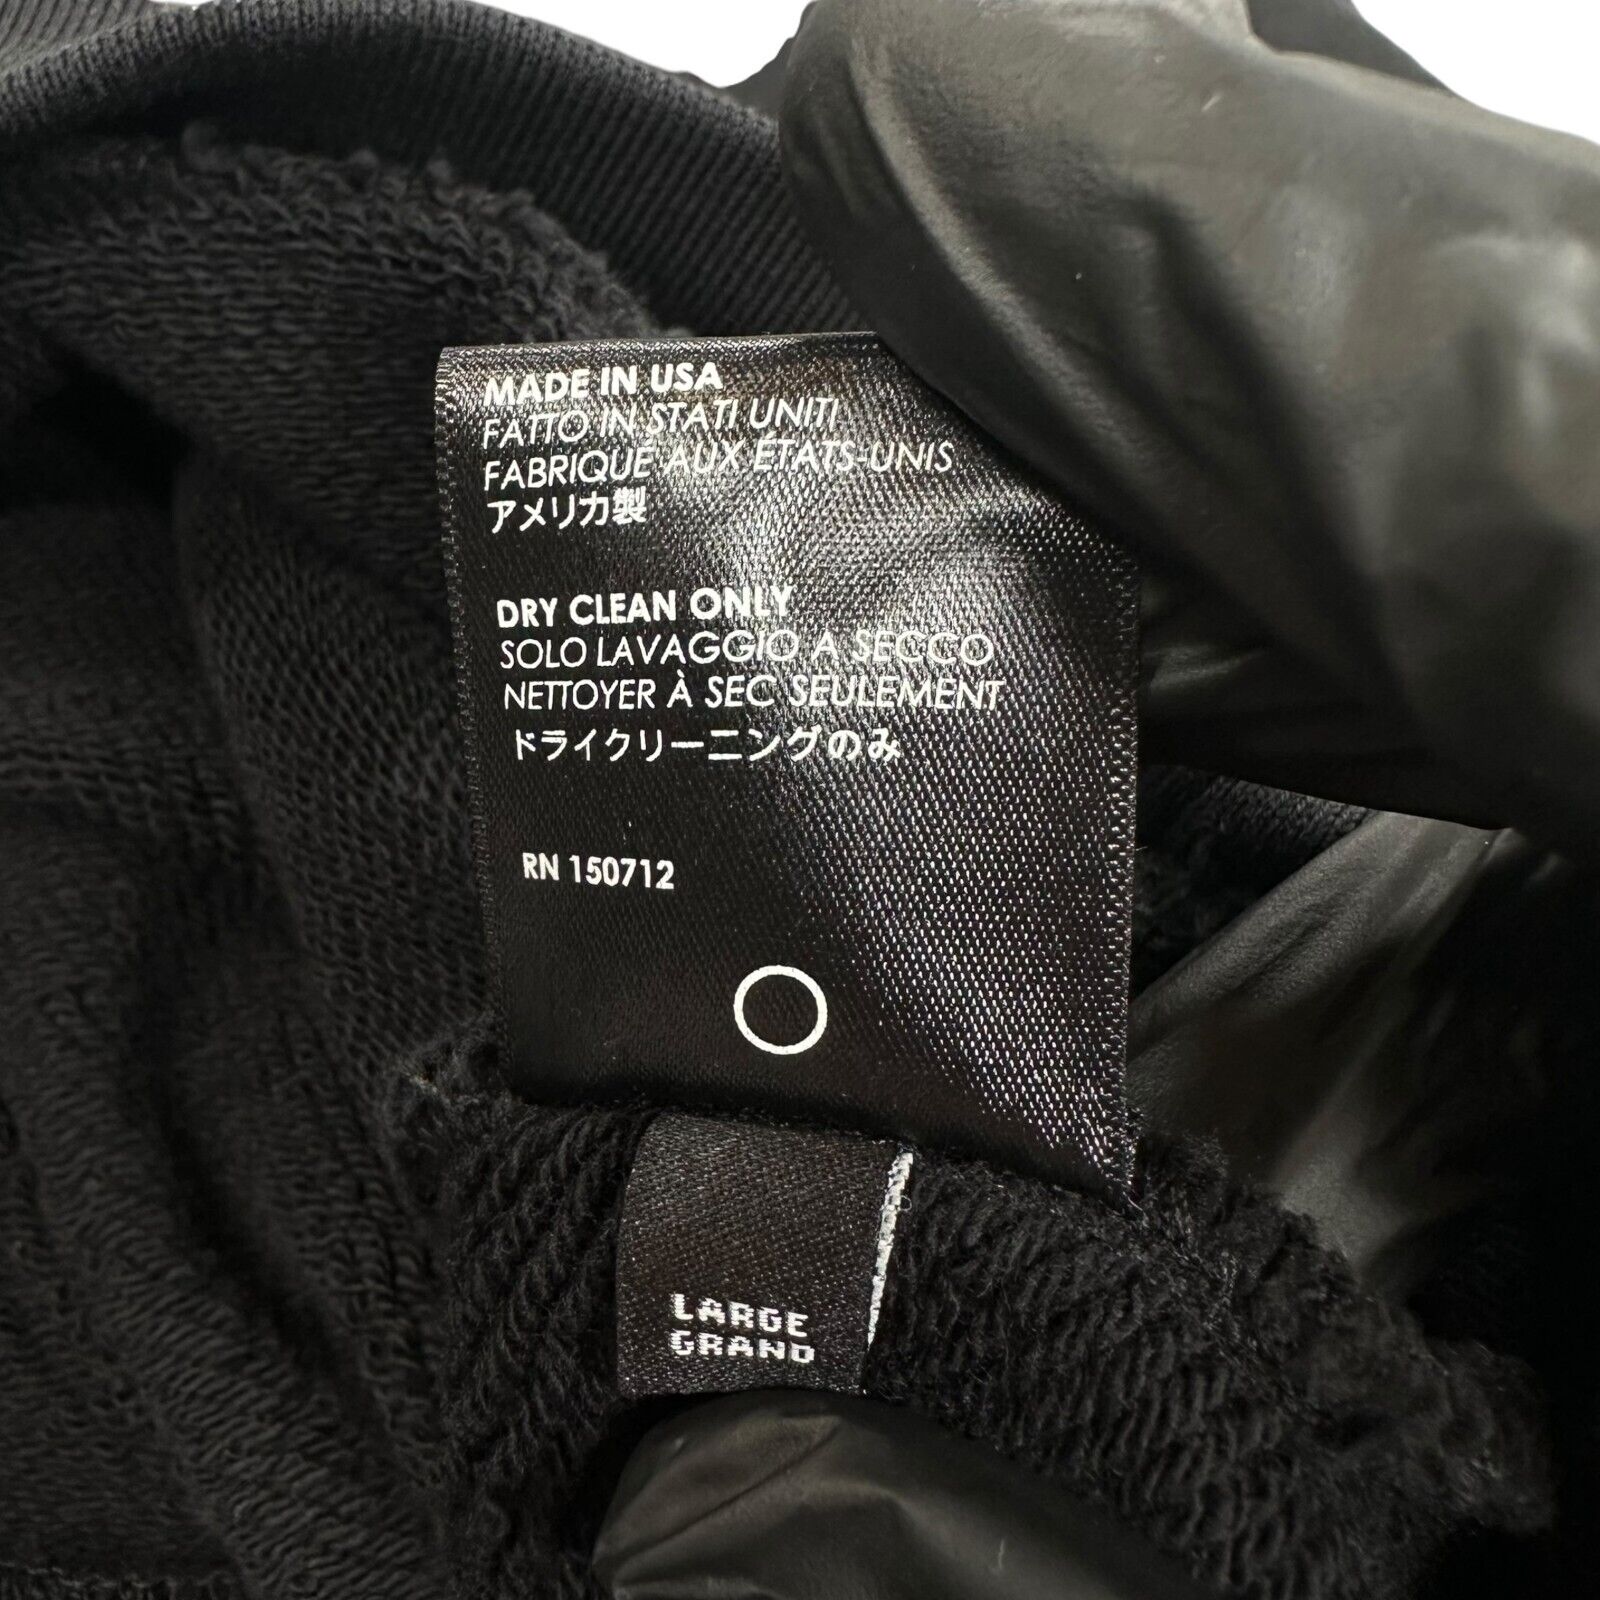 MADE IN USA
FATTO IN STATI UNITI
FABRIQUÉ AUX ÉTATS-UNIS
アメリカ製
DRY CLEAN ONLY
SOLO LAVAGGIO A SECCO
NETTOYER À SEC SEULEMENT
ドライクリーニングのみ
RN 150712
LARGE
GRAND